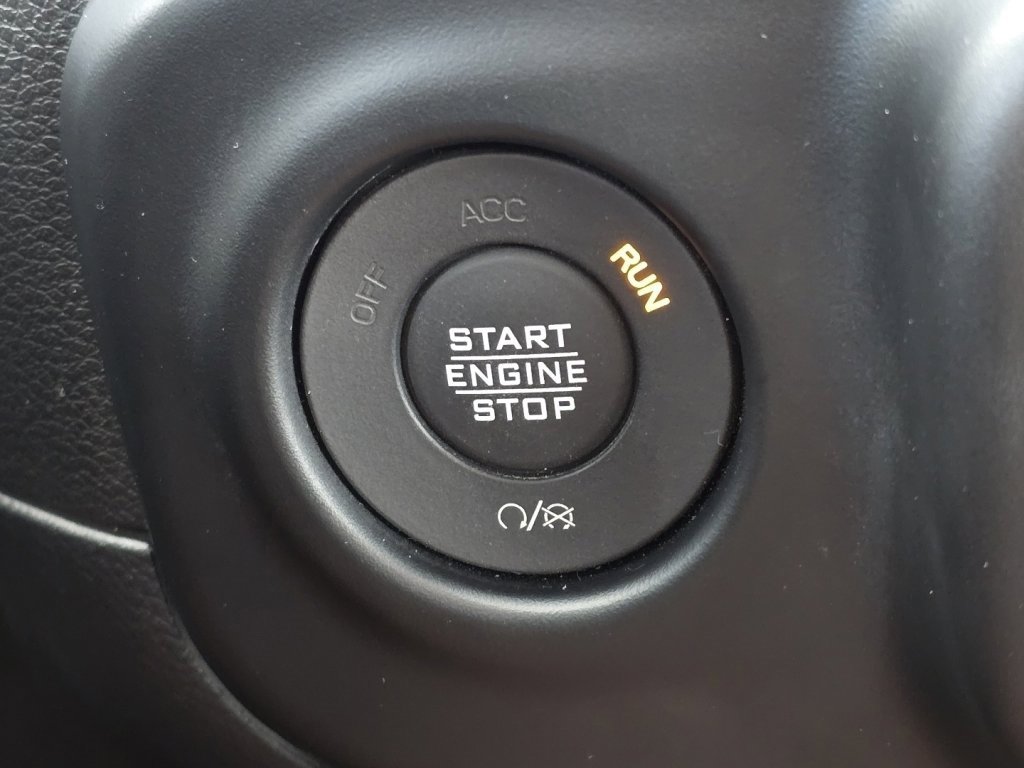 ACC
RUN
OFF
START
ENGINE
STOP